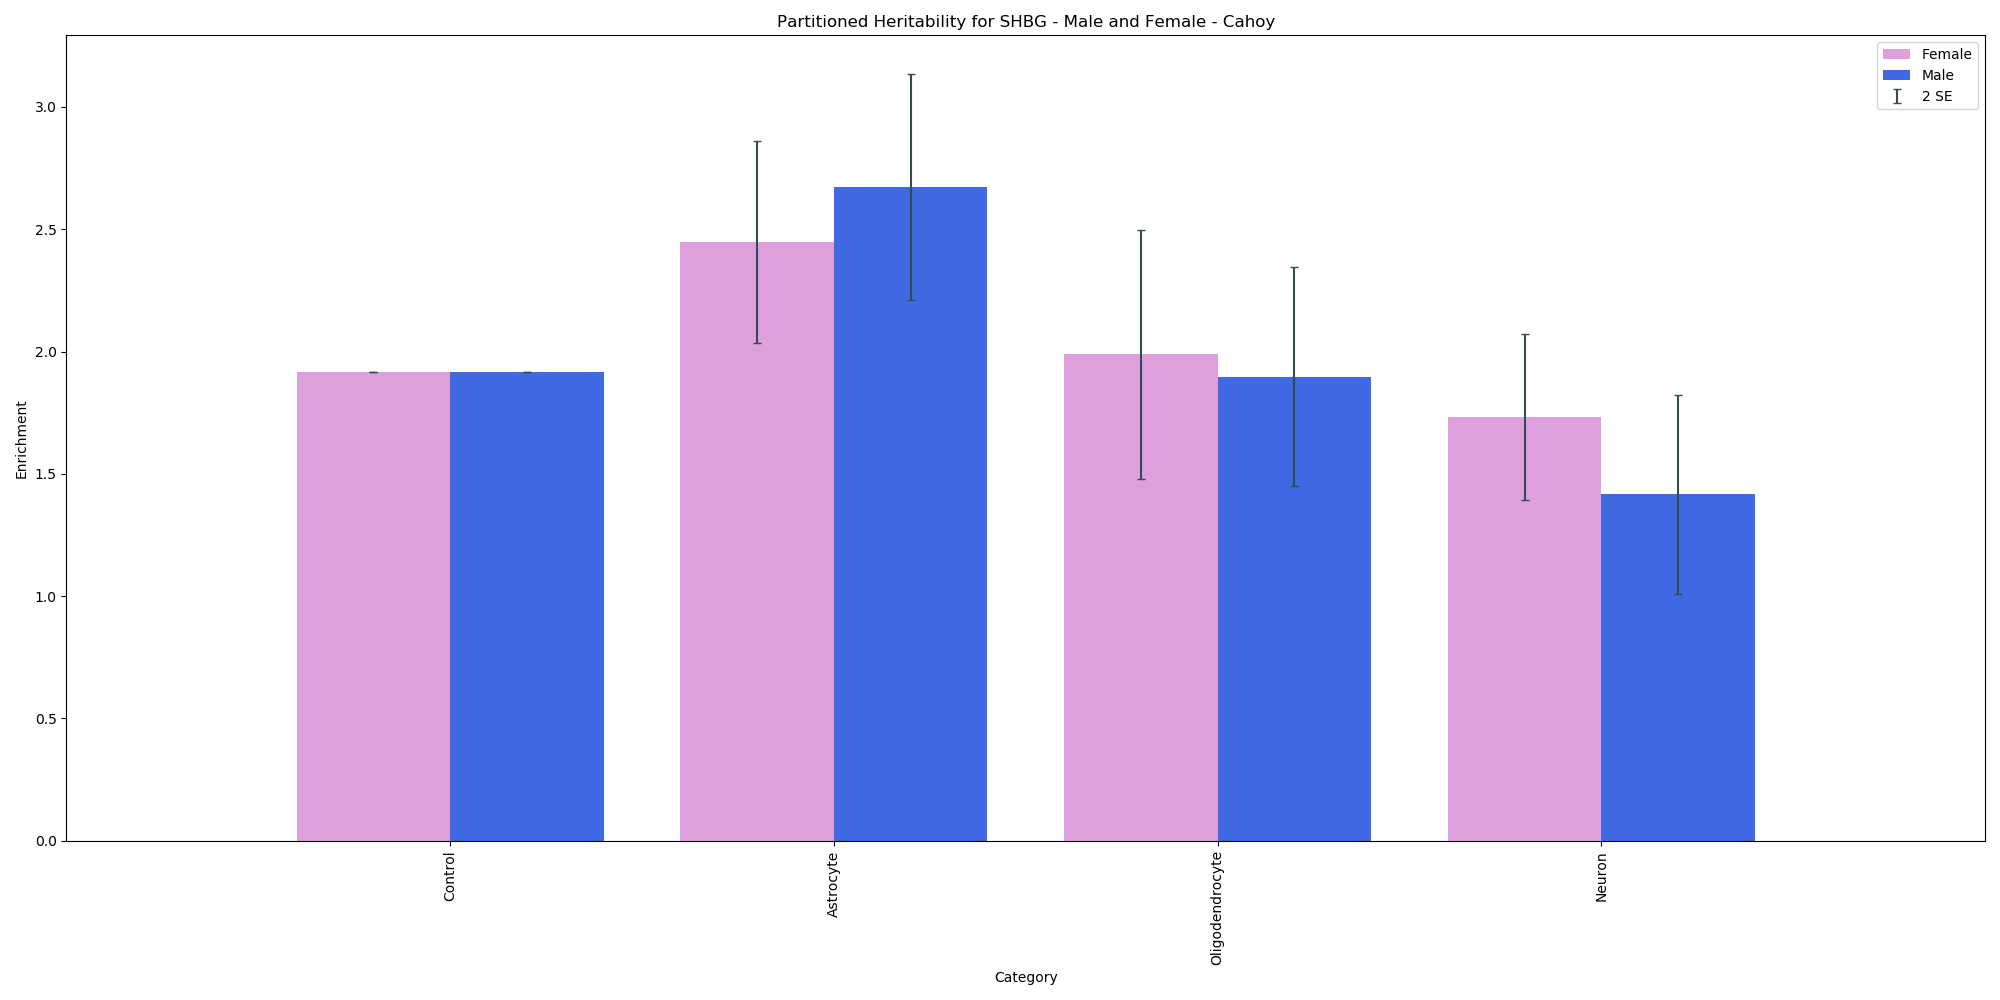 Partitioned Heritability for SHBG - Male and Female - Cahoy
Female
Male
2 SE
3.0
2.5
2.0
1.5
1.0
0.5
0.0
Enrichment
Control
Astrocyte
Oligodendrocyte
Neuron
Category